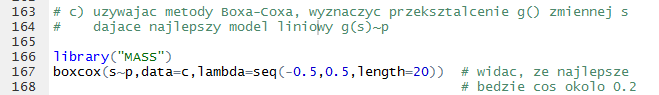 163 # c) uzywajac metody Boxa-Coxa, wyznaczyc przeksztalcenie g() zmiennej s
164 #    dajace najlepszy model liniowy g(s)~p
165
166 library("MASS")
167 boxcox(s~p,data=c,lambda=seq(-0.5,0.5,length=20))  # widac, ze najlepsze
168                                                    # bedzie cos okolo 0.2